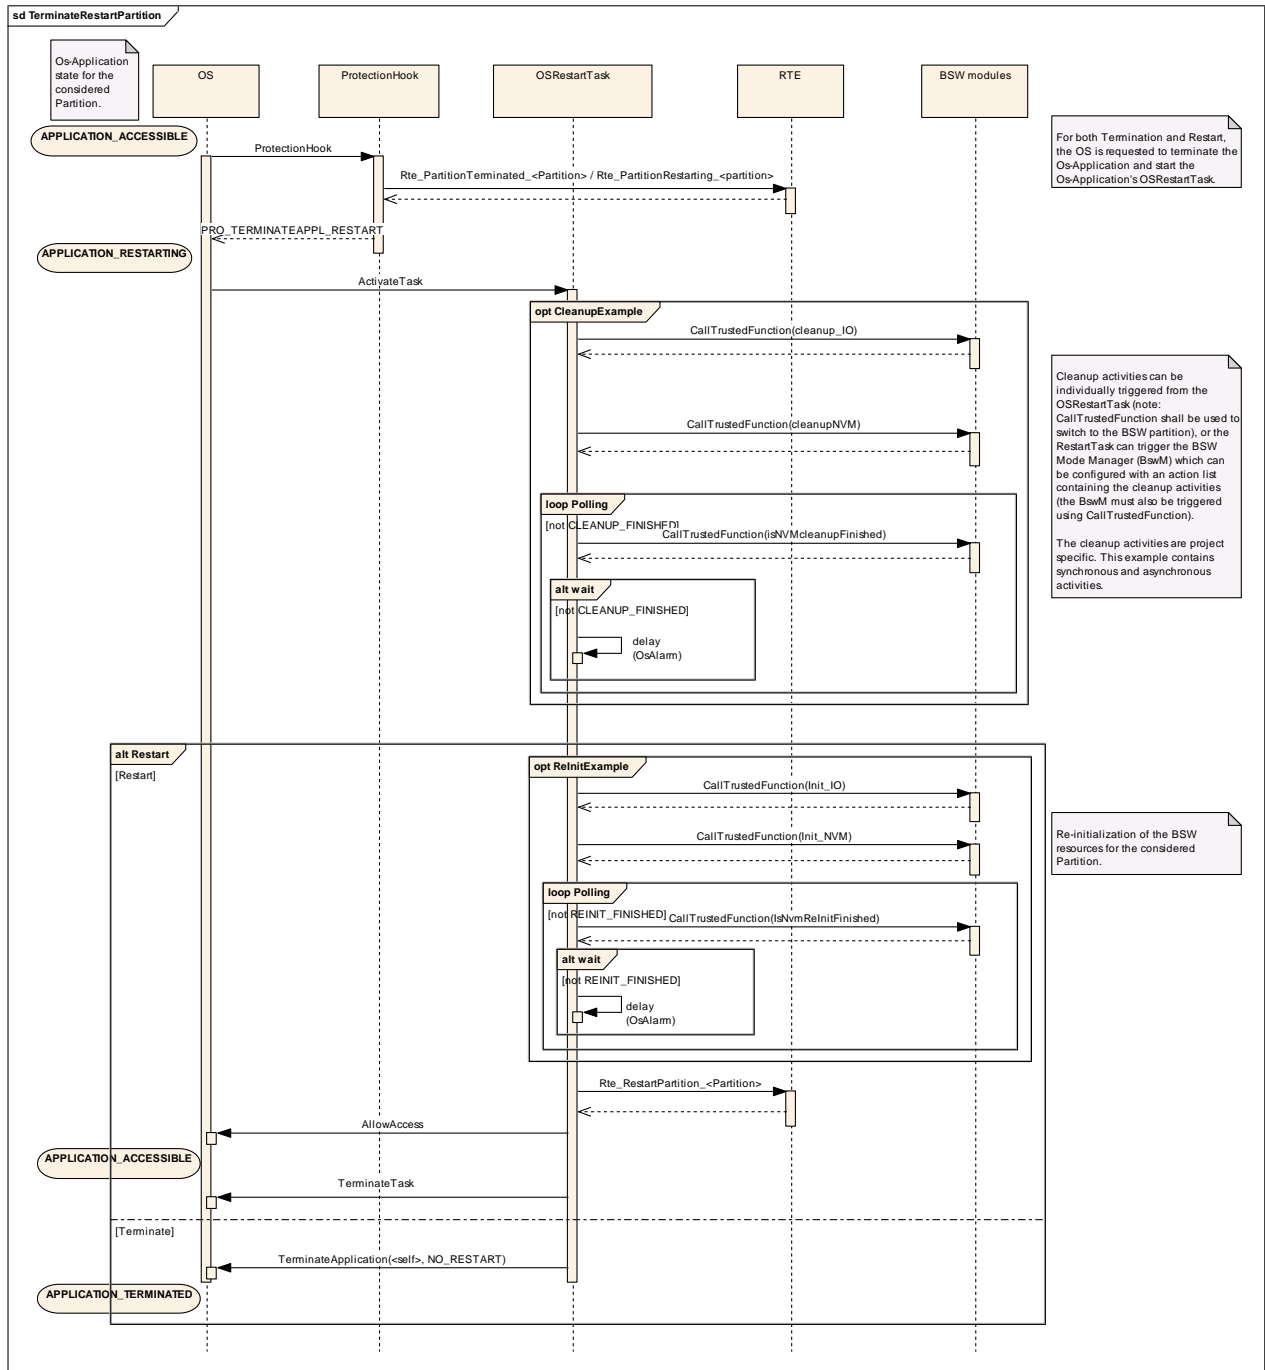 sd TerminateRestartPartition
Os-Application
state for the
considered
Partition.
OS
ProtectionHook
OSRestartTask
RTE
BSW modules
APPLICATION_ACCESSIBLE
For both Termination and Restart,
the OS is requested to terminate the
Os-Application and start the
Os-Application's OSRestartTask.
ProtectionHook
Rte_PartitionTerminated_<Partition> / Rte_PartitionRestarting_<partition>
PRO_TERMINATEAPPL_RESTART
APPLICATION_RESTARTING
ActivateTask
opt CleanupExample
CallTrustedFunction(cleanup_IO)
CallTrustedFunction(cleanupNVM)
Cleanup activities can be
individually triggered from the
OSRestartTask (note:
CallTrustedFunction shall be used to
switch to the BSW partition), or the
RestartTask can trigger the BSW
Mode Manager (BswM) which can
be configured with an action list
containing the cleanup activities
(the BswM must also be triggered
using CallTrustedFunction).
The cleanup activities are project
specific. This example contains
synchronous and asynchronous
activities.
loop Polling
[not CLEANUP_FINISHED]
CallTrustedFunction(isNVMcleanupFinished)
alt wait
[not CLEANUP_FINISHED]
delay
(OsAlarm)
alt Restart
[Restart]
opt ReInitExample
CallTrustedFunction(Init_IO)
CallTrustedFunction(Init_NVM)
Re-initialization of the BSW
resources for the considered
Partition.
loop Polling
[not REINIT_FINISHED]
CallTrustedFunction(IsNvmReInitFinished)
alt wait
[not REINIT_FINISHED]
delay
(OsAlarm)
Rte_RestartPartition_<Partition>
AllowAccess
APPLICATION_ACCESSIBLE
TerminateTask
[Terminate]
TerminateApplication(<self>, NO_RESTART)
APPLICATION_TERMINATED